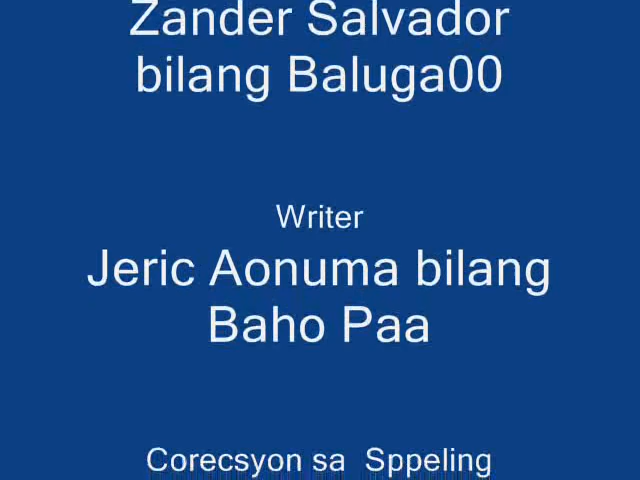 Zander Salvador
bilang Baluga00
Writer
Jeric Aonuma bilang
Baho Paa
Corecsyon sa  Sppeling